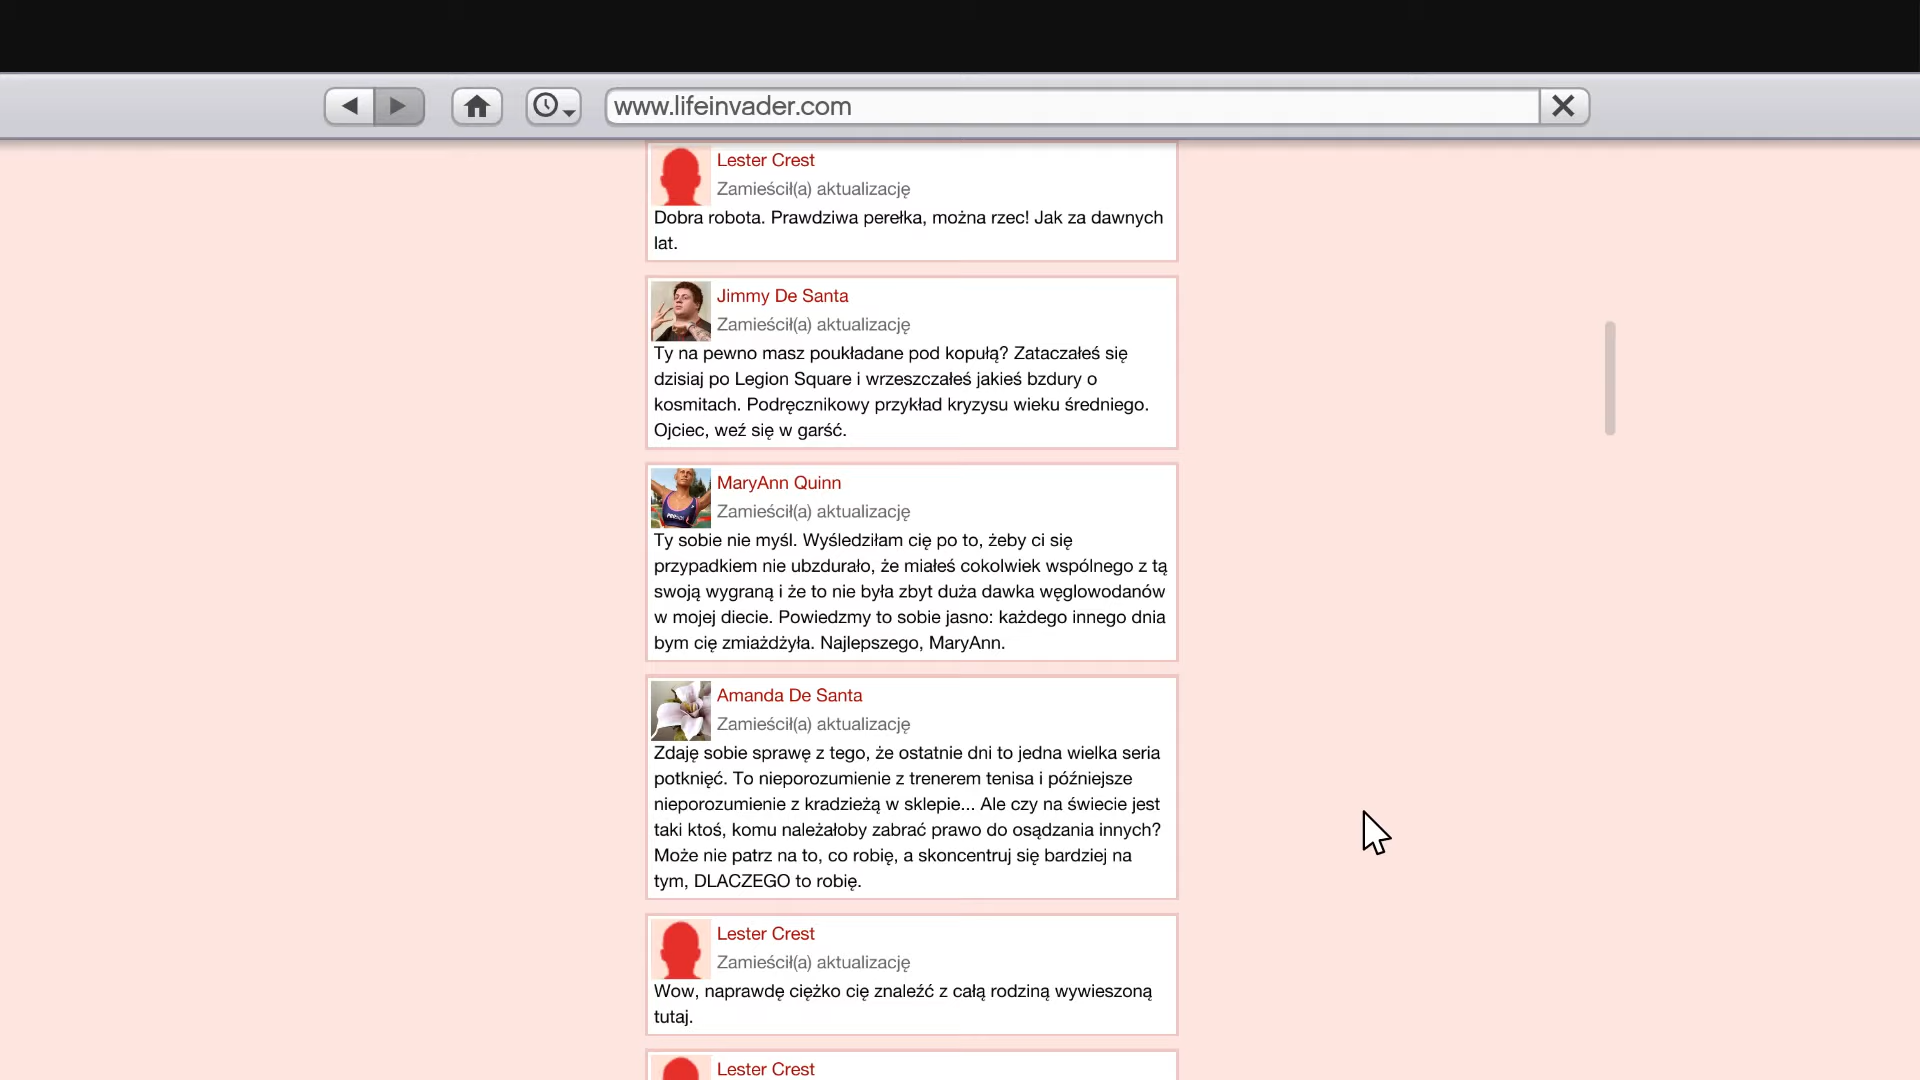 www.lifeinvader.com
Lester Crest
Zamieścił(a) aktualizację
Dobra robota. Prawdziwa perełka, można rzec! Jak za dawnych
lat.
Jimmy De Santa
Zamieścił(a) aktualizację
Ty na pewno masz poukładane pod kopułą? Zataczałeś się
dzisiaj po Legion Square i wrzeszczałeś jakieś bzdury o
kosmitach. Podręcznikowy przykład kryzysu wieku średniego.
Ojciec, weź się w garść.
MaryAnn Quinn
Zamieścił(a) aktualizację
Ty sobie nie myśl. Wyśledziłam cię po to, żeby ci się
przypadkiem nie ubzdurało, że miałeś cokolwiek wspólnego z tą
swoją wygraną i że to nie była zbyt duża dawka węglowodanów
w mojej diecie. Powiedzmy to sobie jasno: każdego innego dnia
bym cię zmiażdżyła. Najlepszego, MaryAnn.
Amanda De Santa
Zamieścił(a) aktualizację
Zdaję sobie sprawę z tego, że ostatnie dni to jedna wielka seria
potknięć. To nieporozumienie z trenerem tenisa i późniejsze
nieporozumienie z kradzieżą w sklepie... Ale czy na świecie jest
taki ktoś, komu należałoby zabrać prawo do osądzania innych?
Może nie patrz na to, co robię, a skoncentruj się bardziej na
tym, DLACZEGO to robię.
Lester Crest
Zamieścił(a) aktualizację
Wow, naprawdę ciężko cię znaleźć z całą rodziną wywieszoną
tutaj.
Lester Crest